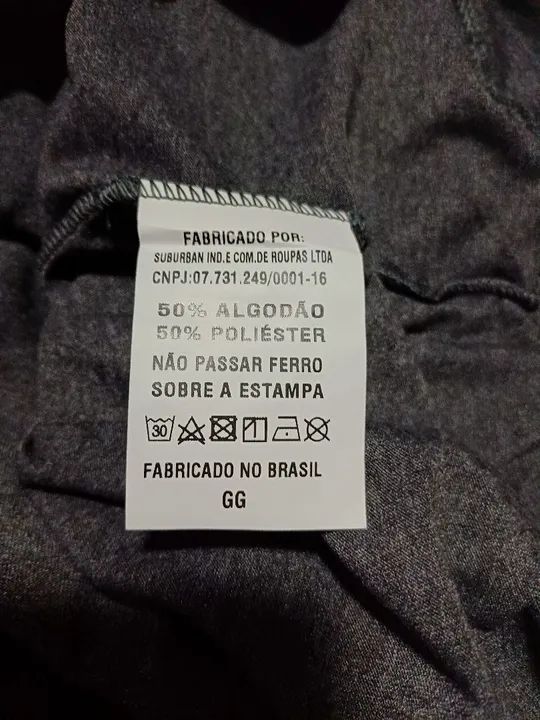 FABRICADO POR:
SUBURBAN IND.E COM.DE ROUPAS LTDA
CNPJ:07.731.249/0001-16
50% ALGODÃO
50% POLIÉSTER
NÃO PASSAR FERRO
SOBRE A ESTAMPA
30
FABRICADO NO BRASIL
GG